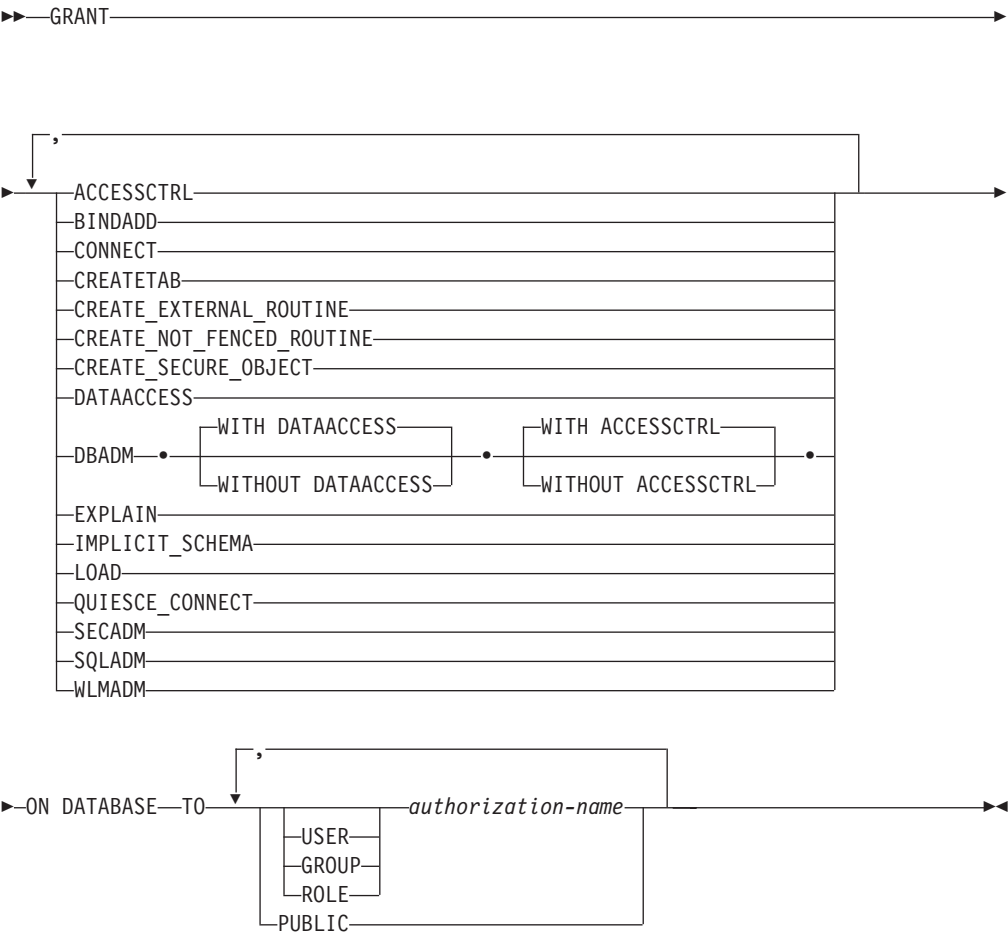 GRANT
,
ACCESSCTRL
BINDADD
CONNECT
CREATETAB
CREATE_EXTERNAL_ROUTINE
CREATE_NOT_FENCED_ROUTINE
CREATE_SECURE_OBJECT
DATAACCESS
WITH DATAACCESS WITH ACCESSCTRL
DBADM • • •
WITHOUT DATAACCESS WITHOUT ACCESSCTRL
EXPLAIN
IMPLICIT_SCHEMA
LOAD
QUIESCE_CONNECT
SECADM
SQLADM
WLMADM
,
ON DATABASE TO authorization-name
USER
GROUP
ROLE
PUBLIC